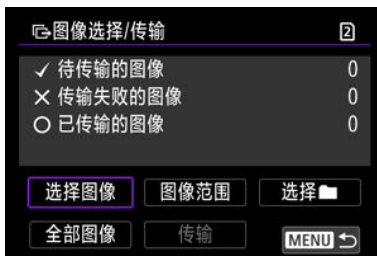 图像选择/传输 2
✓ 待传输的图像 0
✕ 传输失败的图像 0
○ 已传输的图像 0
选择图像 图像范围 选择
全部图像 传输 MENU